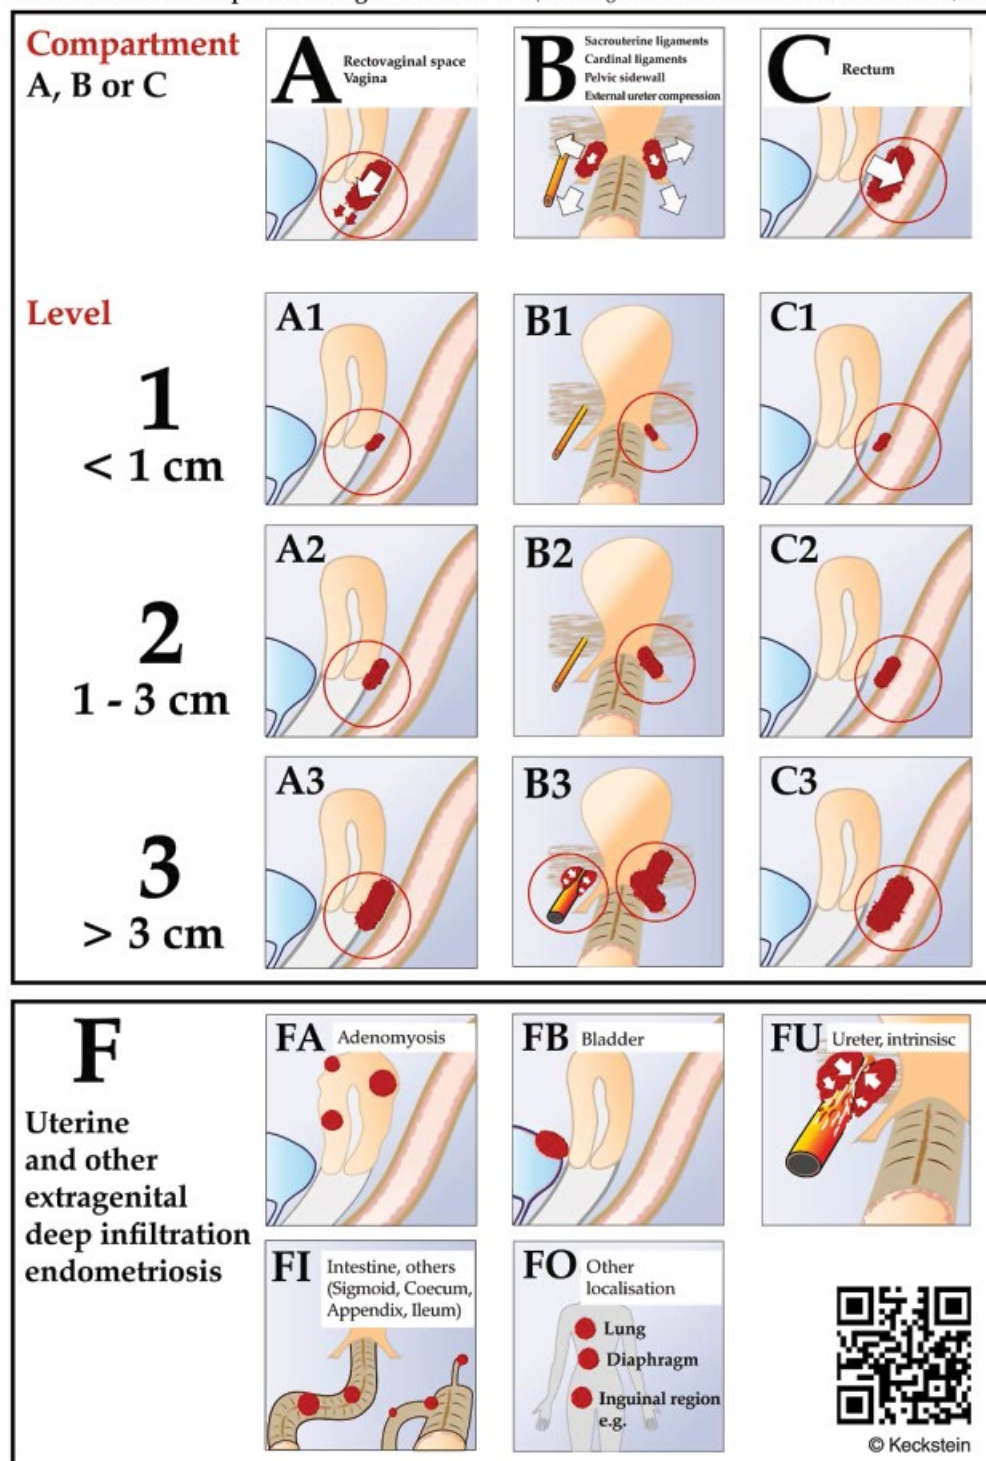 Compartment
A, B or C
A
Rectovaginal space
Vagina
B
Sacrouterine ligaments
Cardinal ligaments
Pelvic sidewall
External ureter compression
C
Rectum
Level
1
< 1 cm
A1
B1
C1
2
1 - 3 cm
A2
B2
C2
3
> 3 cm
A3
B3
C3
F
Uterine
and other
extragenital
deep infiltration
endometriosis
FA Adenomyosis
FB Bladder
FU Ureter, intrinsisc
FI
Intestine, others
(Sigmoid, Coecum,
Appendix, Ileum)
FO
Other
localisation
Lung
Diaphragm
Inguinal region
e.g.
© Keckstein